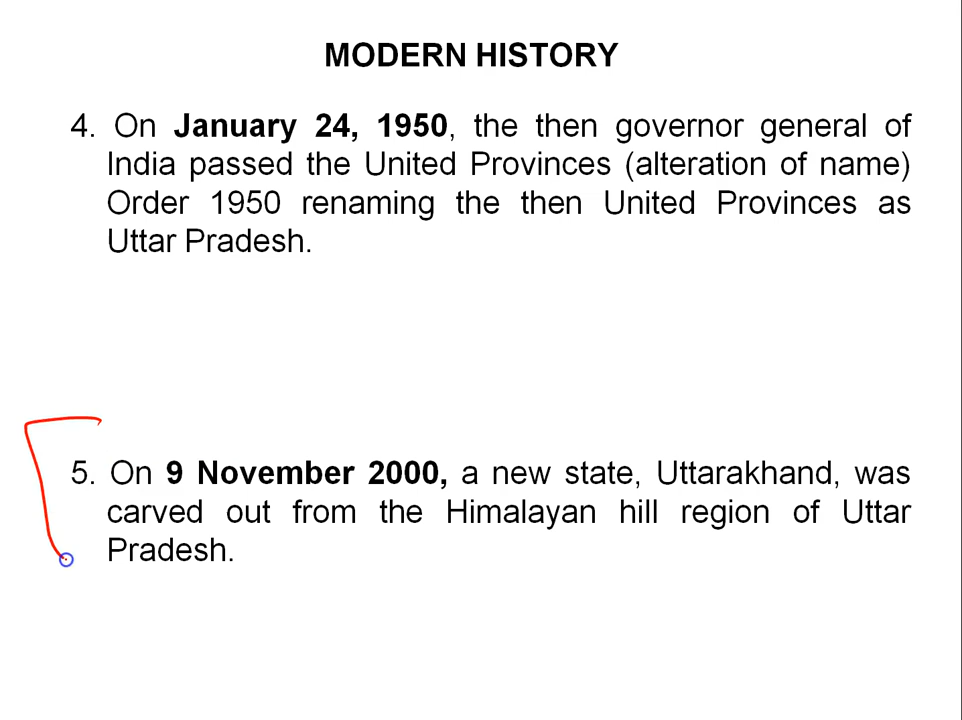 MODERN HISTORY
4. On January 24, 1950, the then governor general of
India passed the United Provinces (alteration of name)
Order 1950 renaming the then United Provinces as
Uttar Pradesh.
5. On 9 November 2000, a new state, Uttarakhand, was
carved out from the Himalayan hill region of Uttar
Pradesh.